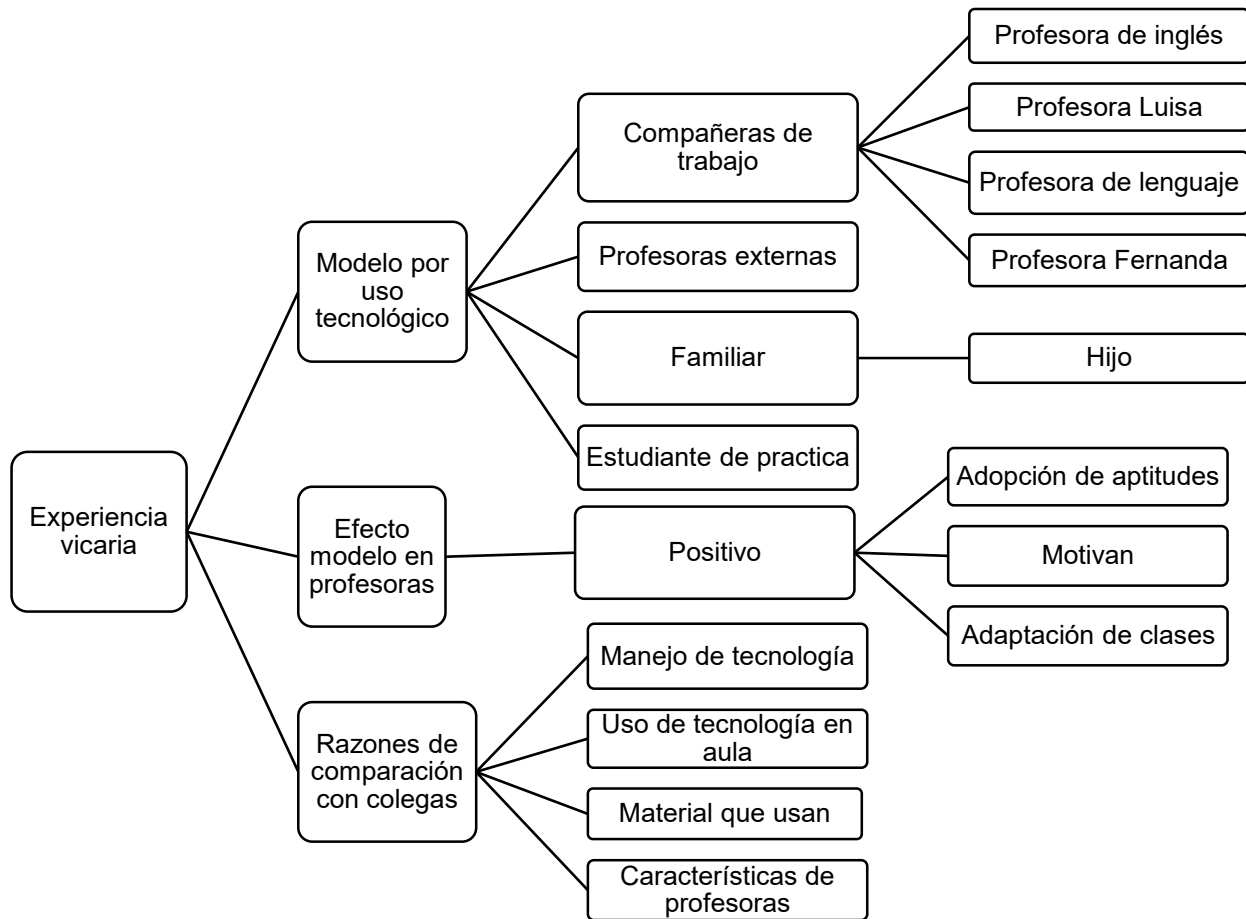 Experiencia
vicaria
Modelo por
uso
tecnológico
Compañeras de
trabajo
Profesora de inglés
Profesora Luisa
Profesora de lenguaje
Profesora Fernanda
Profesoras externas
Familiar
Hijo
Estudiante de practica
Efecto
modelo en
profesoras
Positivo
Adopción de aptitudes
Motivan
Adaptación de clases
Razones de
comparación
con colegas
Manejo de tecnología
Uso de tecnología en
aula
Material que usan
Características de
profesoras